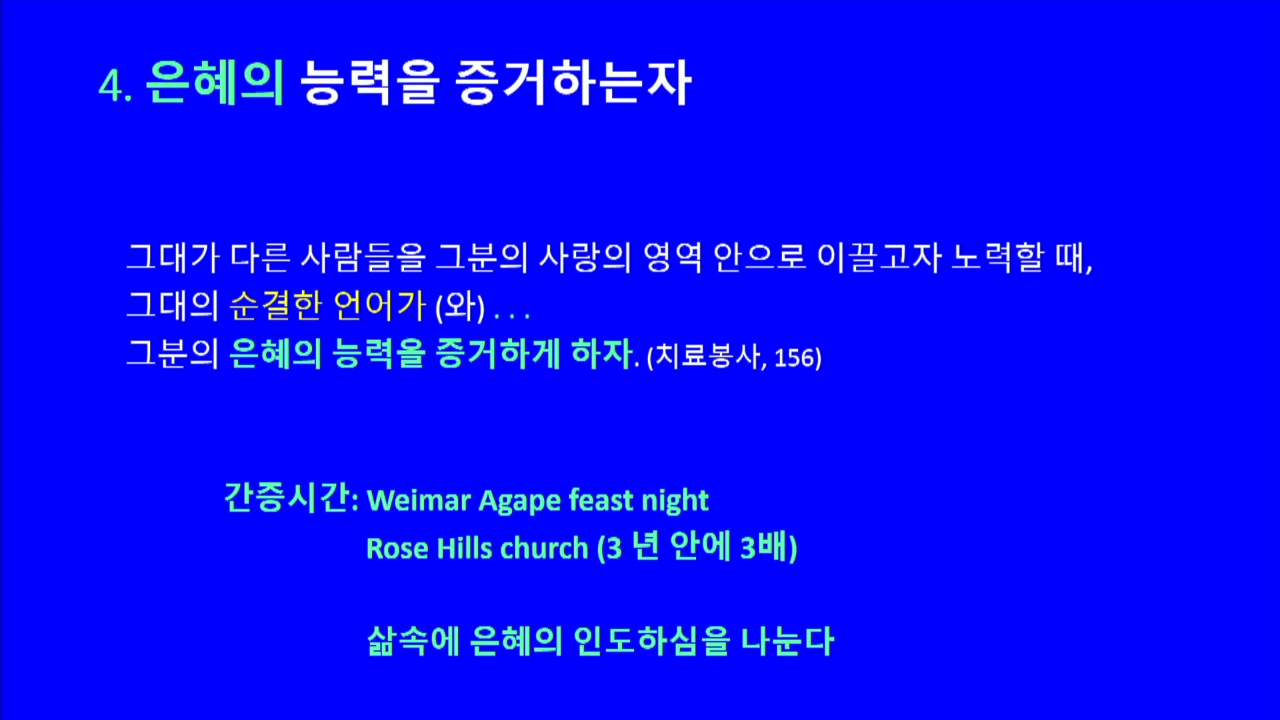 4. 은혜의 능력을 증거하는자
그대가 다른 사람들을 그분의 사랑의 영역 안으로 이끌고자 노력할 때,
그대의 순결한 언어가 (와) . . .
그분의 은혜의 능력을 증거하게 하자. (치료봉사, 156)
간증시간: Weimar Agape feast night
Rose Hills church (3 년 안에 3배)
삶속에 은혜의 인도하심을 나눈다